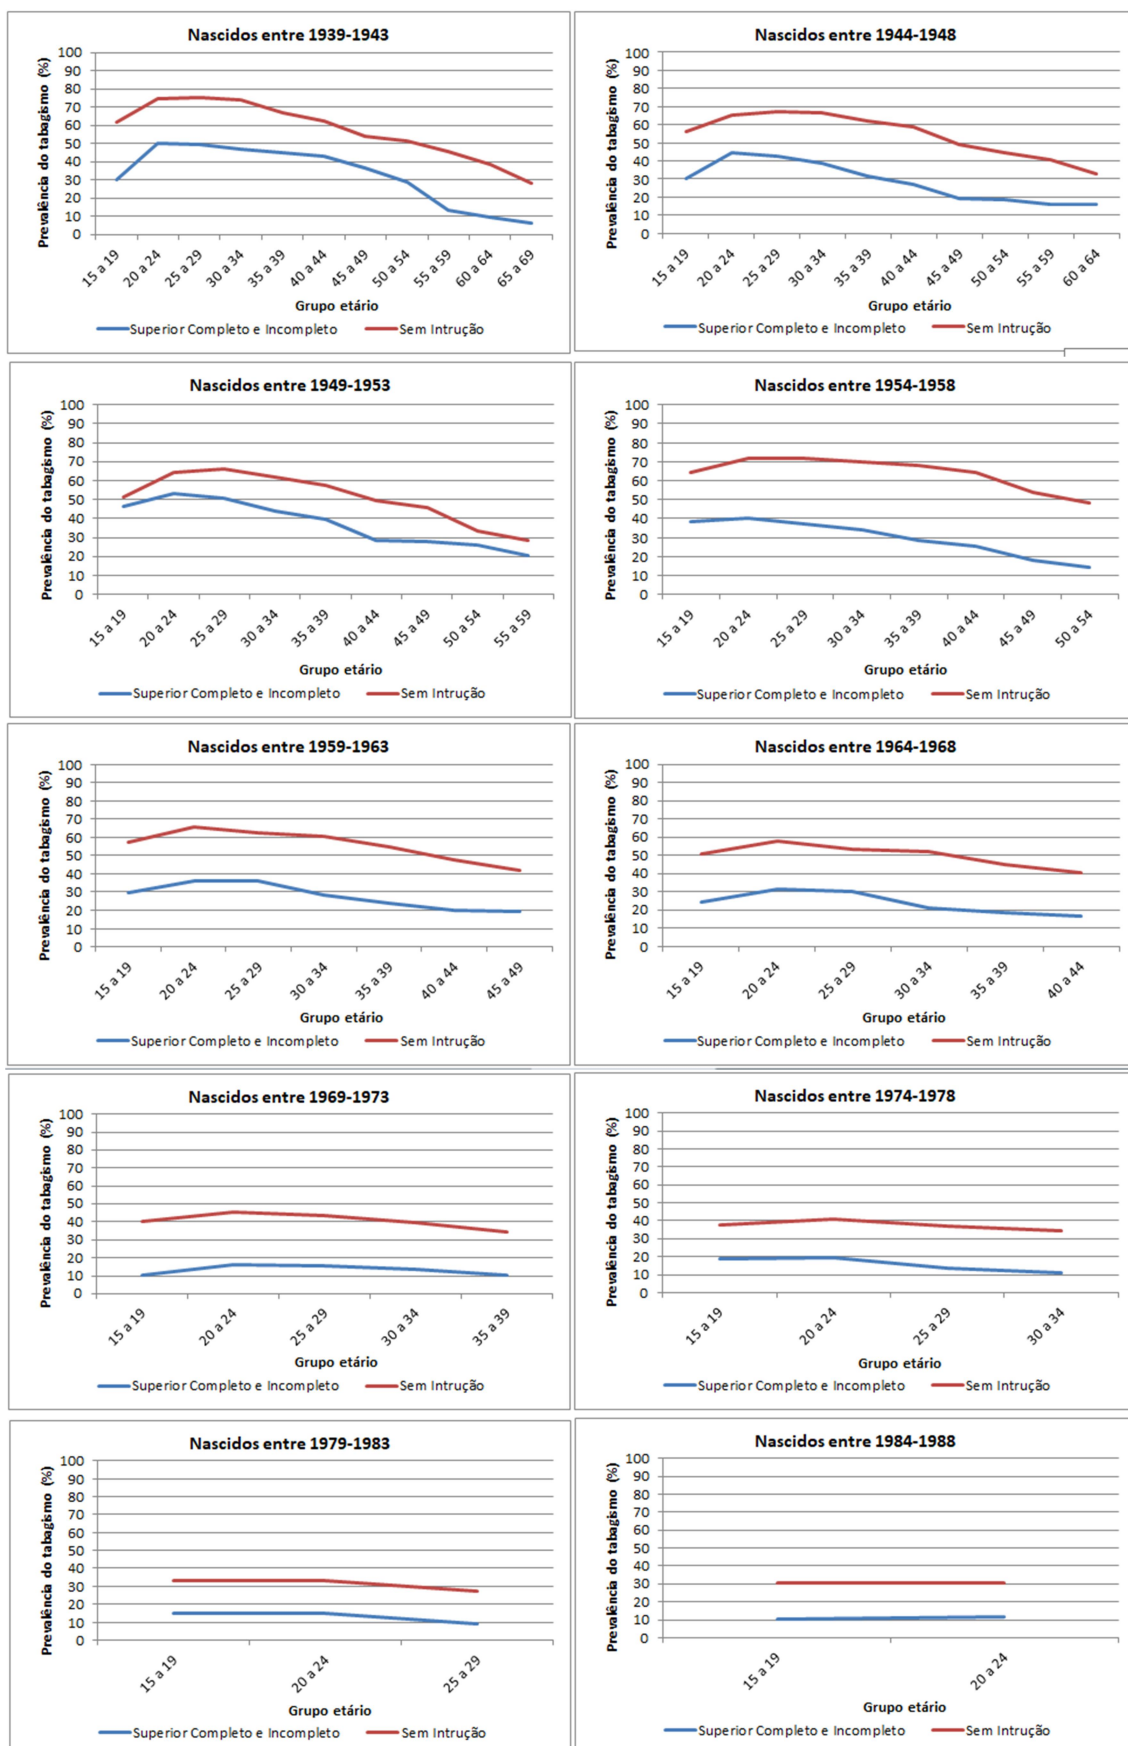 Nascidos entre 1939-1943
Prevalência do tabagismo (%)
100
90
80
70
60
50
40
30
20
10
0
15 a 19
20 a 24
25 a 29
30 a 34
35 a 39
40 a 44
45 a 49
50 a 54
55 a 59
60 a 64
65 a 69
Grupo etário
Superior Completo e Incompleto
Sem Intrução
Nascidos entre 1944-1948
Prevalência do tabagismo (%)
100
90
80
70
60
50
40
30
20
10
0
15 a 19
20 a 24
25 a 29
30 a 34
35 a 39
40 a 44
45 a 49
50 a 54
55 a 59
60 a 64
Grupo etário
Superior Completo e Incompleto
Sem Intrução
Nascidos entre 1949-1953
Prevalência do tabagismo (%)
100
90
80
70
60
50
40
30
20
10
0
15 a 19
20 a 24
25 a 29
30 a 34
35 a 39
40 a 44
45 a 49
50 a 54
55 a 59
Grupo etário
Superior Completo e Incompleto
Sem Intrução
Nascidos entre 1954-1958
Prevalência do tabagismo (%)
100
90
80
70
60
50
40
30
20
10
0
15 a 19
20 a 24
25 a 29
30 a 34
35 a 39
40 a 44
45 a 49
50 a 54
Grupo etário
Superior Completo e Incompleto
Sem Intrução
Nascidos entre 1959-1963
Prevalência do tabagismo (%)
100
90
80
70
60
50
40
30
20
10
0
15 a 19
20 a 24
25 a 29
30 a 34
35 a 39
40 a 44
45 a 49
Grupo etário
Superior Completo e Incompleto
Sem Intrução
Nascidos entre 1964-1968
Prevalência do tabagismo (%)
100
90
80
70
60
50
40
30
20
10
0
15 a 19
20 a 24
25 a 29
30 a 34
35 a 39
40 a 44
Grupo etário
Superior Completo e Incompleto
Sem Intrução
Nascidos entre 1969-1973
Prevalência do tabagismo (%)
100
90
80
70
60
50
40
30
20
10
0
15 a 19
20 a 24
25 a 29
30 a 34
35 a 39
Grupo etário
Superior Completo e Incompleto
Sem Intrução
Nascidos entre 1974-1978
Prevalência do tabagismo (%)
100
90
80
70
60
50
40
30
20
10
0
15 a 19
20 a 24
25 a 29
30 a 34
Grupo etário
Superior Completo e Incompleto
Sem Intrução
Nascidos entre 1979-1983
Prevalência do tabagismo (%)
100
90
80
70
60
50
40
30
20
10
0
15 a 19
20 a 24
25 a 29
Grupo etário
Superior Completo e Incompleto
Sem Intrução
Nascidos entre 1984-1988
Prevalência do tabagismo (%)
100
90
80
70
60
50
40
30
20
10
0
15 a 19
20 a 24
Grupo etário
Superior Completo e Incompleto
Sem Intrução